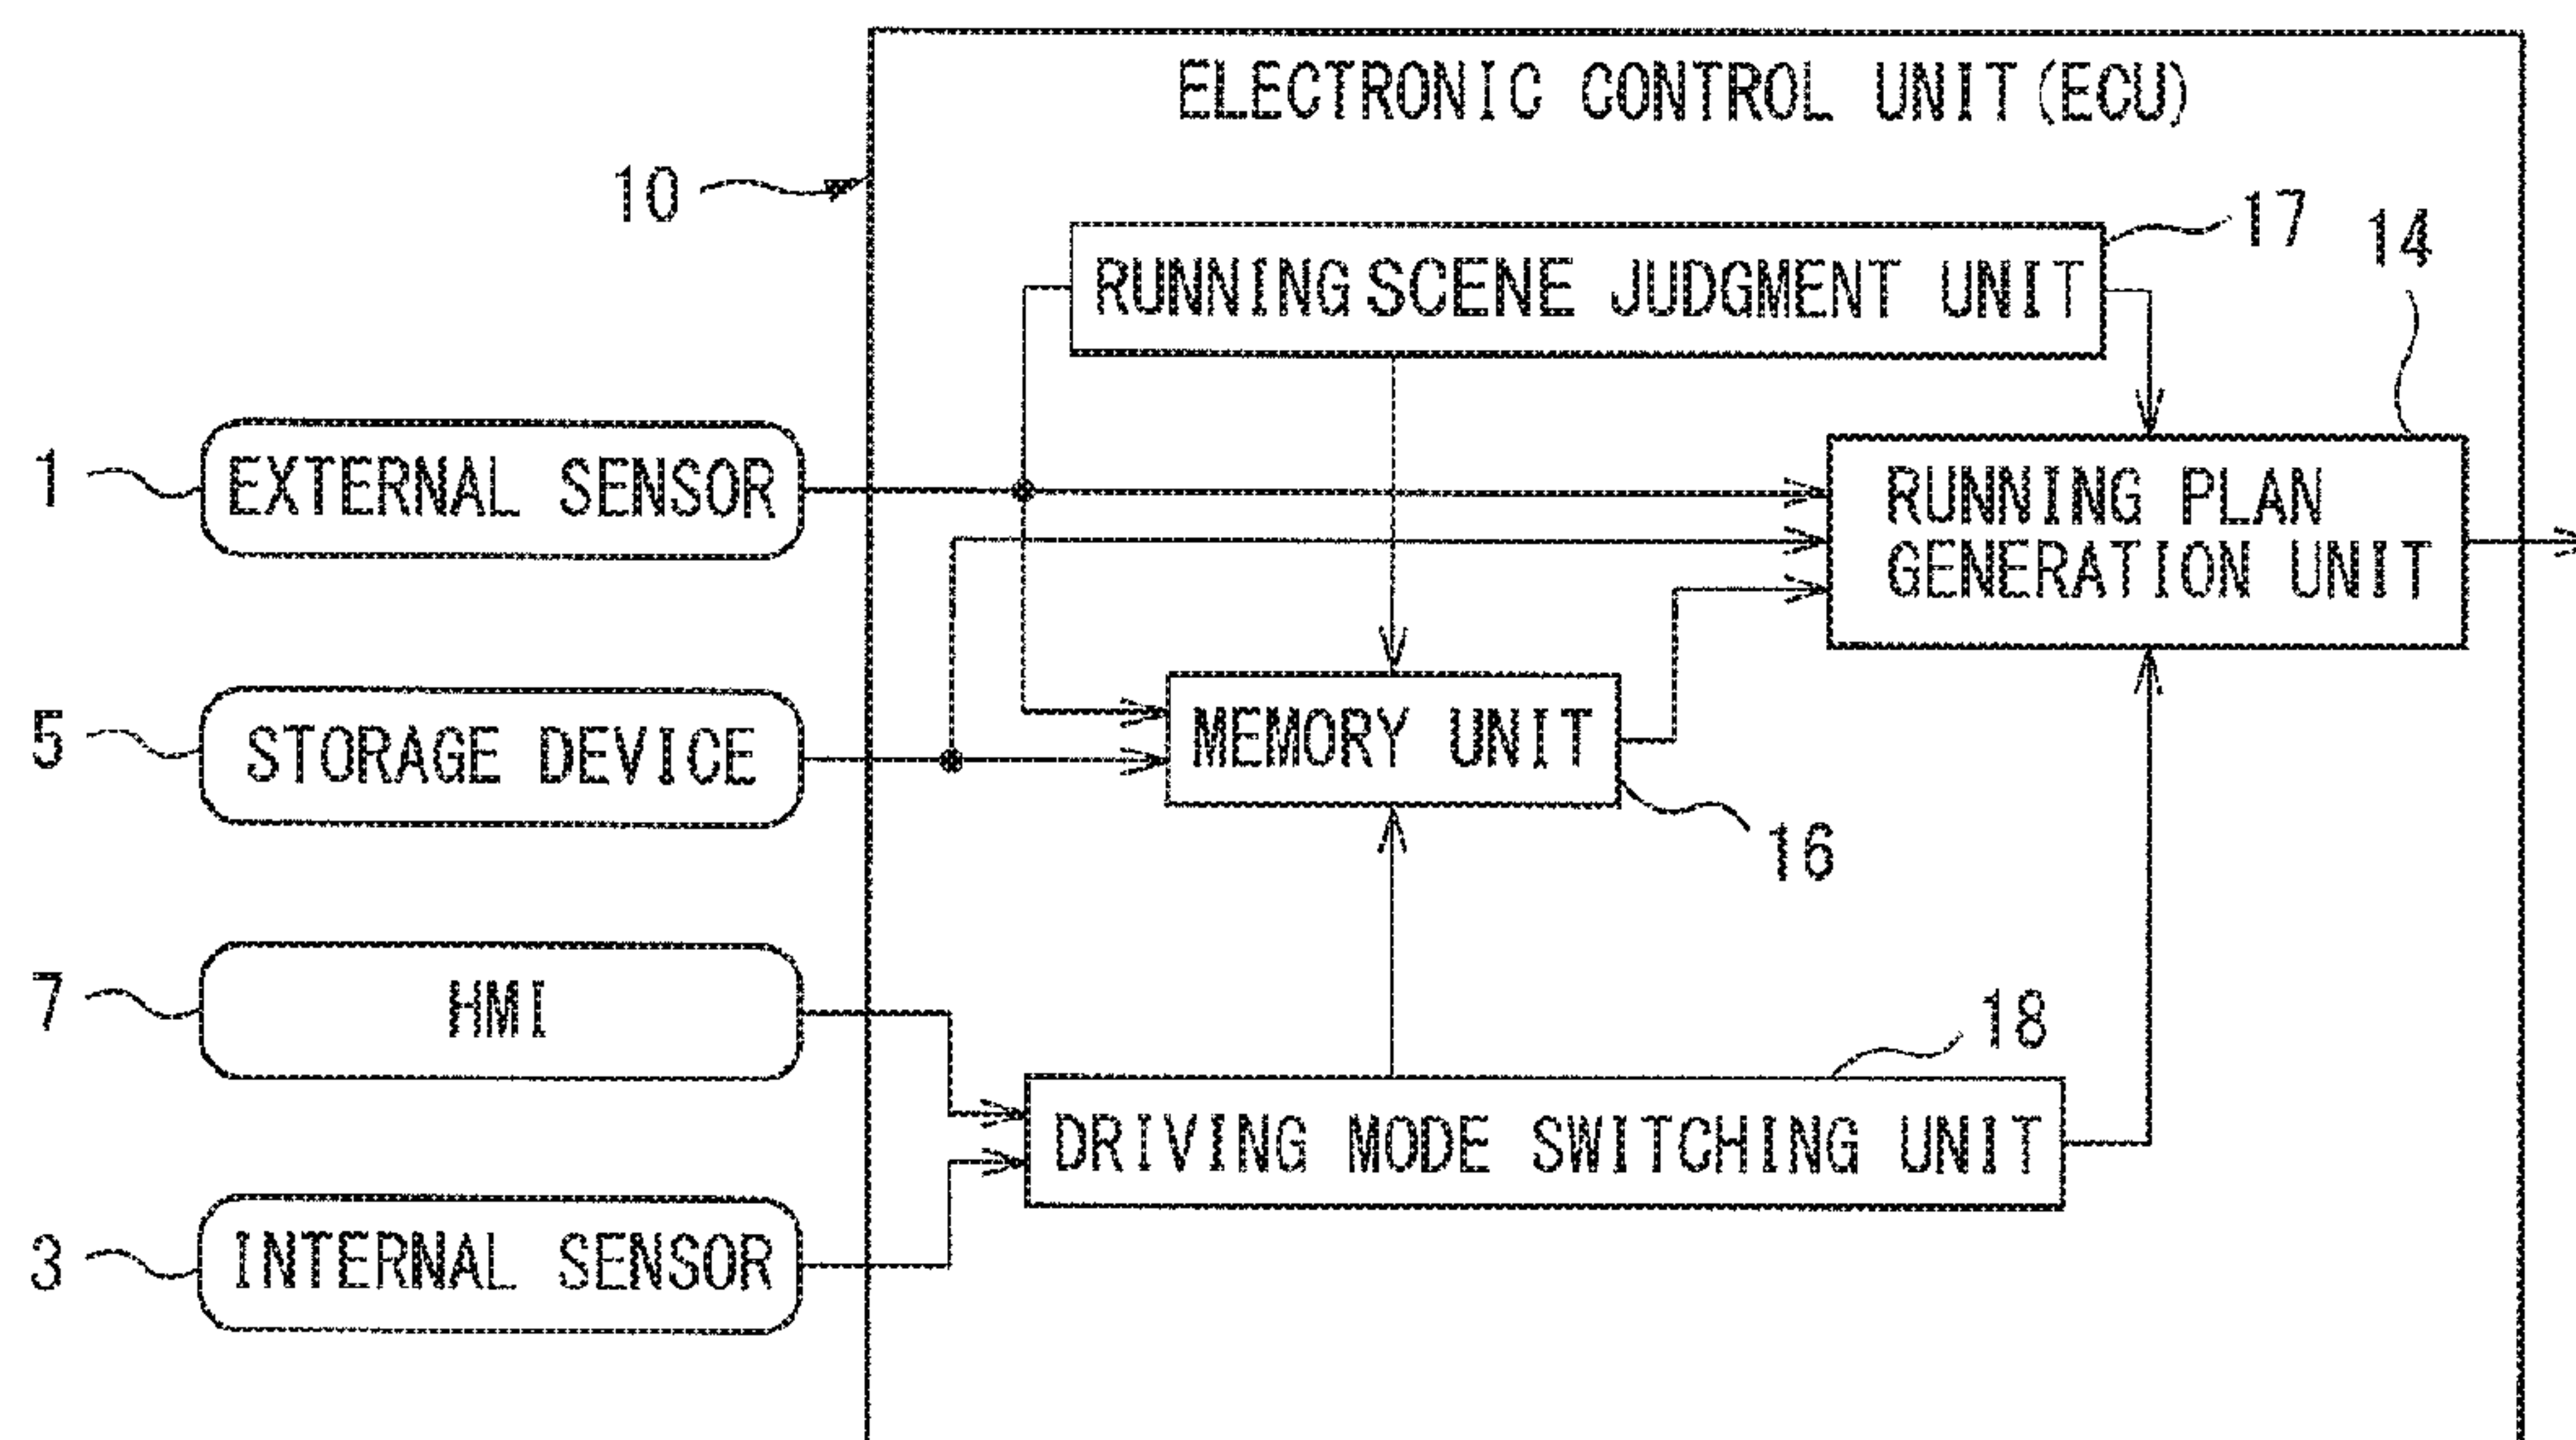 ELECTRONIC CONTROL UNIT(ECU)
10
17
14
RUNNING SCENE JUDGMENT UNIT
1
EXTERNAL SENSOR
RUNNING PLAN
GENERATION UNIT
5
STORAGE DEVICE
MEMORY UNIT
16
7
HMI
18
DRIVING MODE SWITCHING UNIT
3
INTERNAL SENSOR